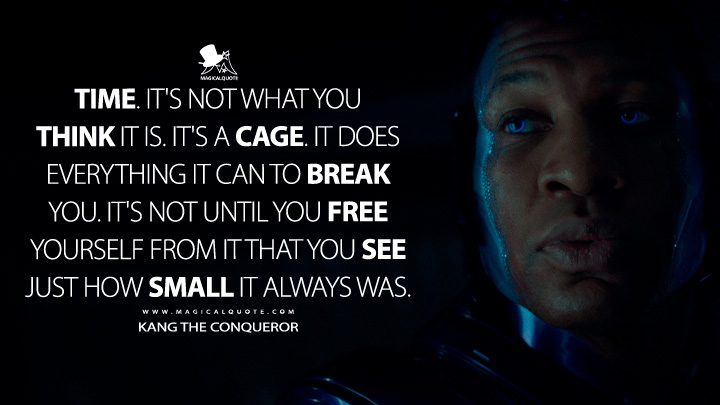 MAGICALQUOTE
TIME. IT'S NOT WHAT YOU
THINK IT IS. IT'S A CAGE. IT DOES
EVERYTHING IT CAN TO BREAK
YOU. IT'S NOT UNTIL YOU FREE
YOURSELF FROM IT THAT YOU SEE
JUST HOW SMALL IT ALWAYS WAS.
WWW.MAGICALQUOTE.COM
KANG THE CONQUEROR